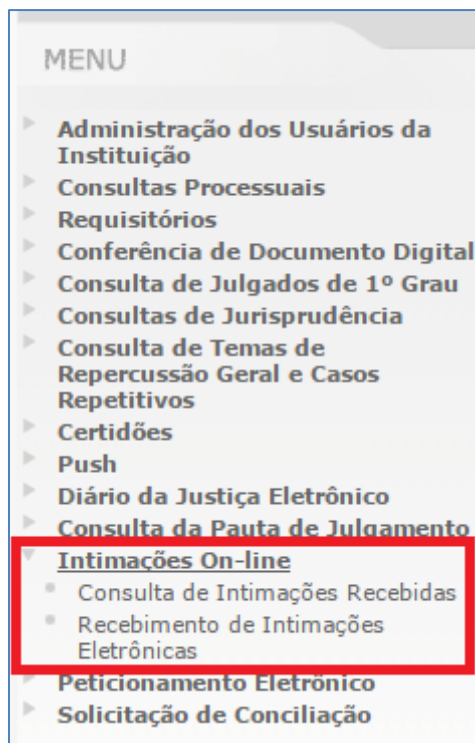 MENU
Administração dos Usuários da
Instituição
Consultas Processuais
Requisitórios
Conferência de Documento Digital
Consulta de Julgados de 1º Grau
Consultas de Jurisprudência
Consulta de Temas de
Repercussão Geral e Casos
Repetitivos
Certidões
Push
Diário da Justiça Eletrônico
Consulta da Pauta de Julgamento
Intimações On-line
Consulta de Intimações Recebidas
Recebimento de Intimações
Eletrônicas
Peticionamento Eletrônico
Solicitação de Conciliação